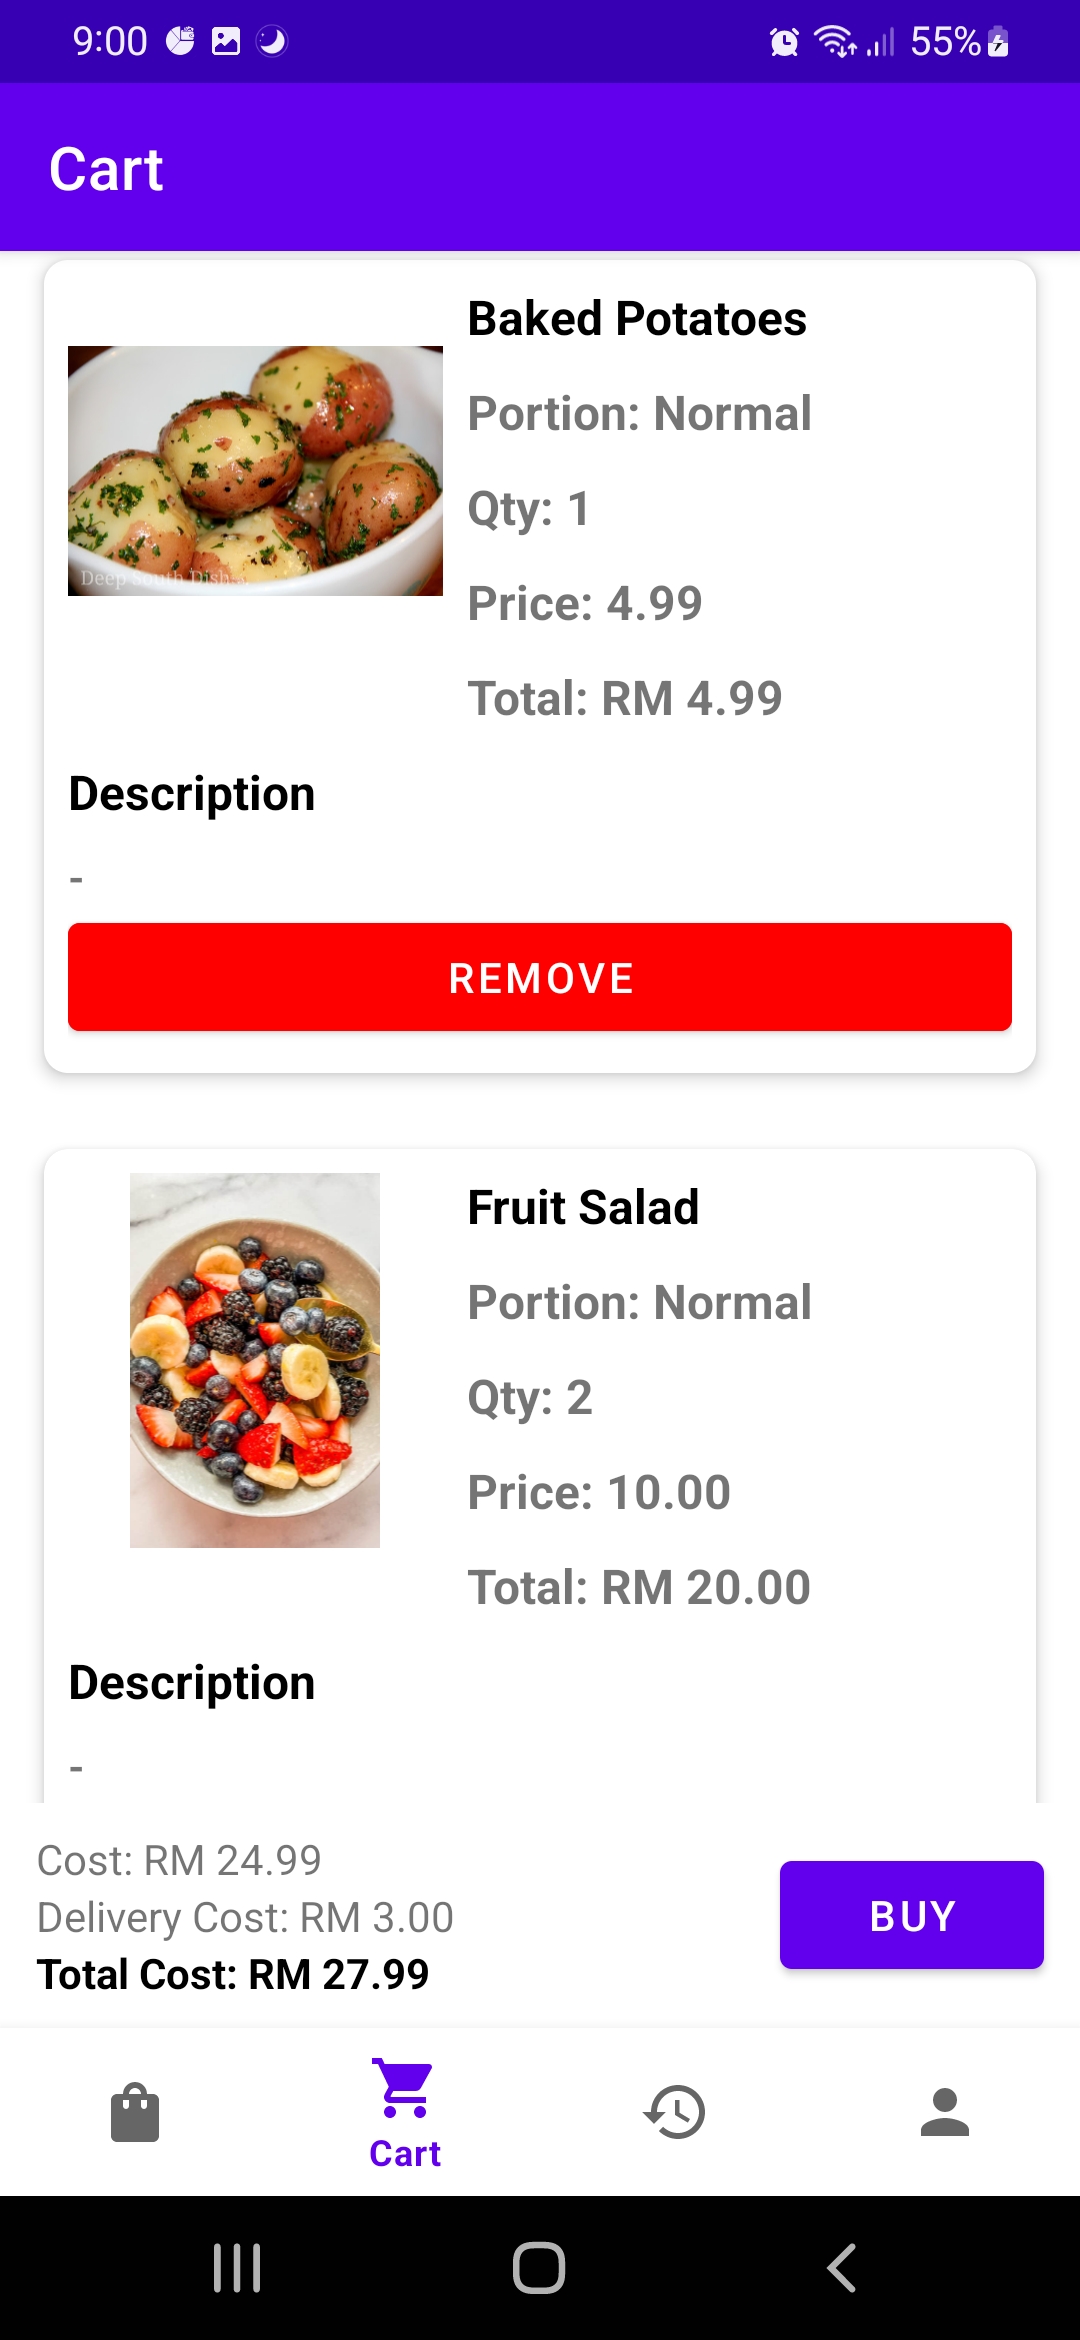 9:00
55%
Cart
Baked Potatoes
Portion: Normal
Qty: 1
Price: 4.99
Total: RM 4.99
Deep South Dish
Description
-
REMOVE
Fruit Salad
Portion: Normal
Qty: 2
Price: 10.00
Total: RM 20.00
Description
-
Cost: RM 24.99
Delivery Cost: RM 3.00
Total Cost: RM 27.99
BUY
Cart